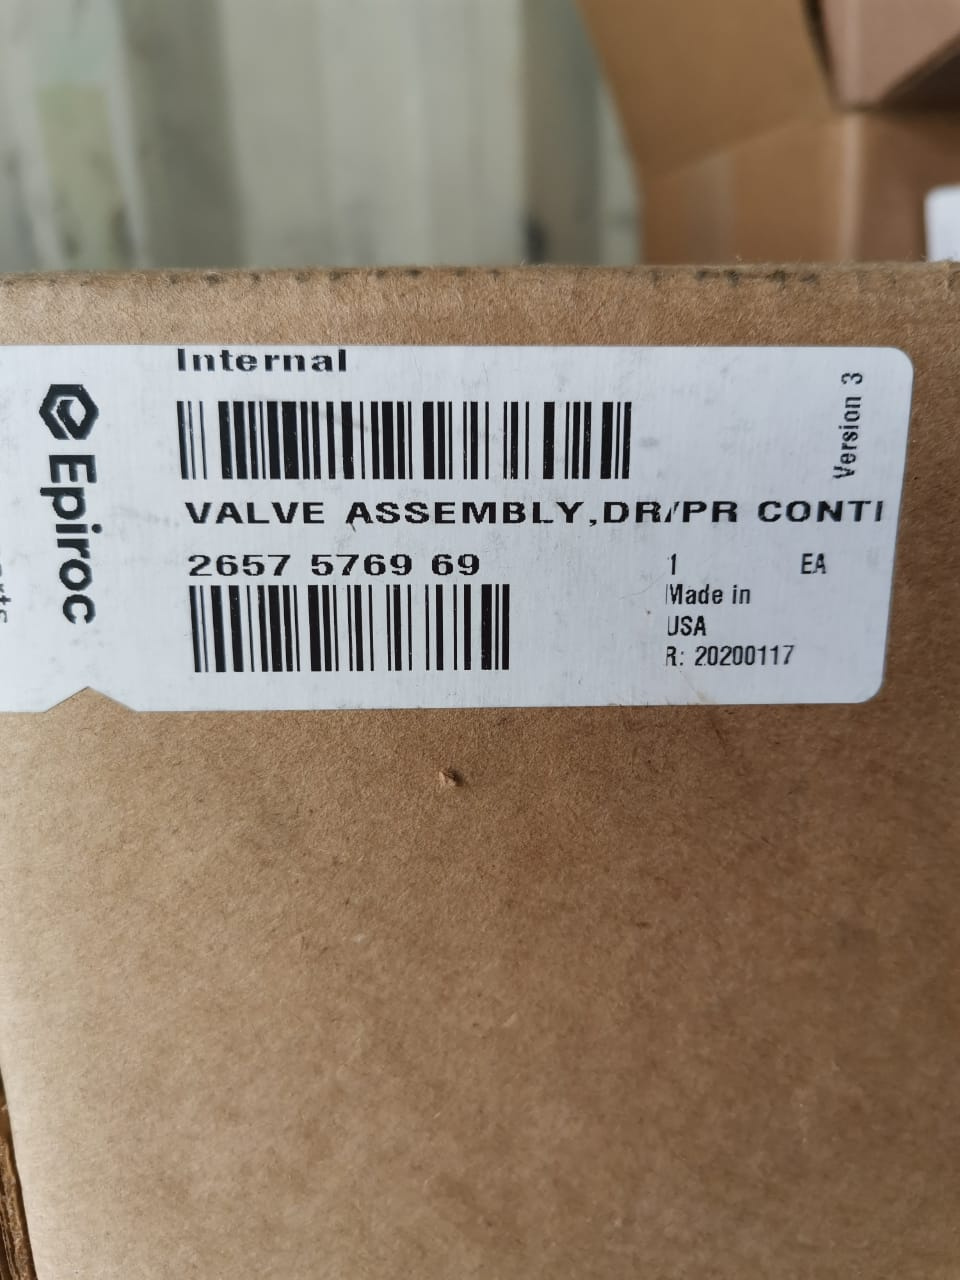 Internal
Version 3
Epiroc
VALVE ASSEMBLY,DR/PR CONTI
2657 5769 69
1 EA
Made in
USA
R: 20200117